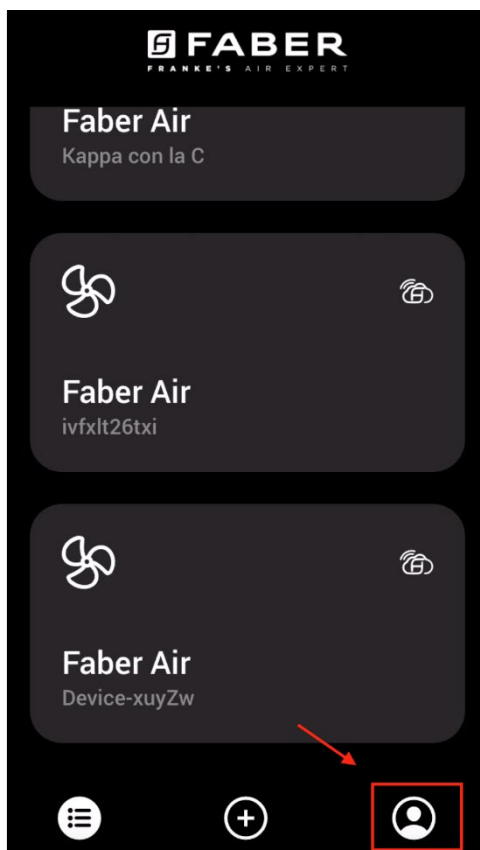 FABER
FRANKE'S AIR EXPERT
Faber Air
Kappa con la C
Faber Air
ivfxlt26txi
Faber Air
Device-xuyZw